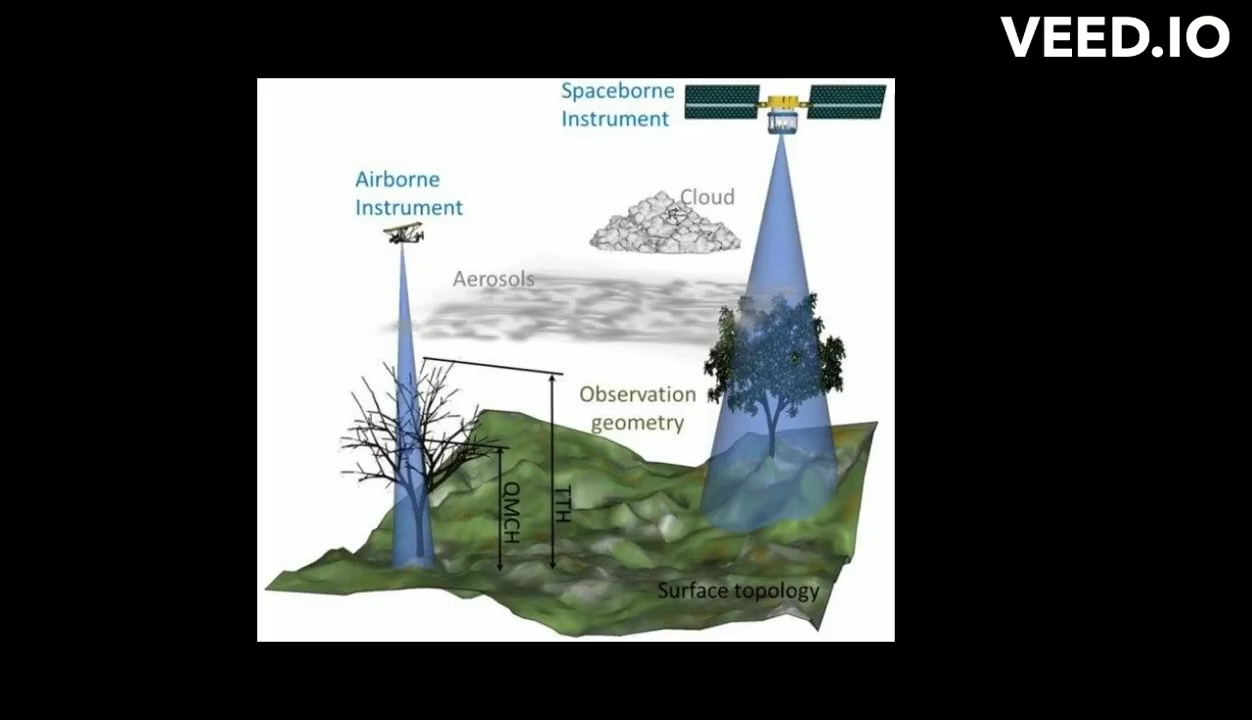 VEED.IO
Spaceborne
Instrument
Airborne
Instrument
Cloud
Aerosols
Observation
geometry
QMCH
TTH
Surface topology